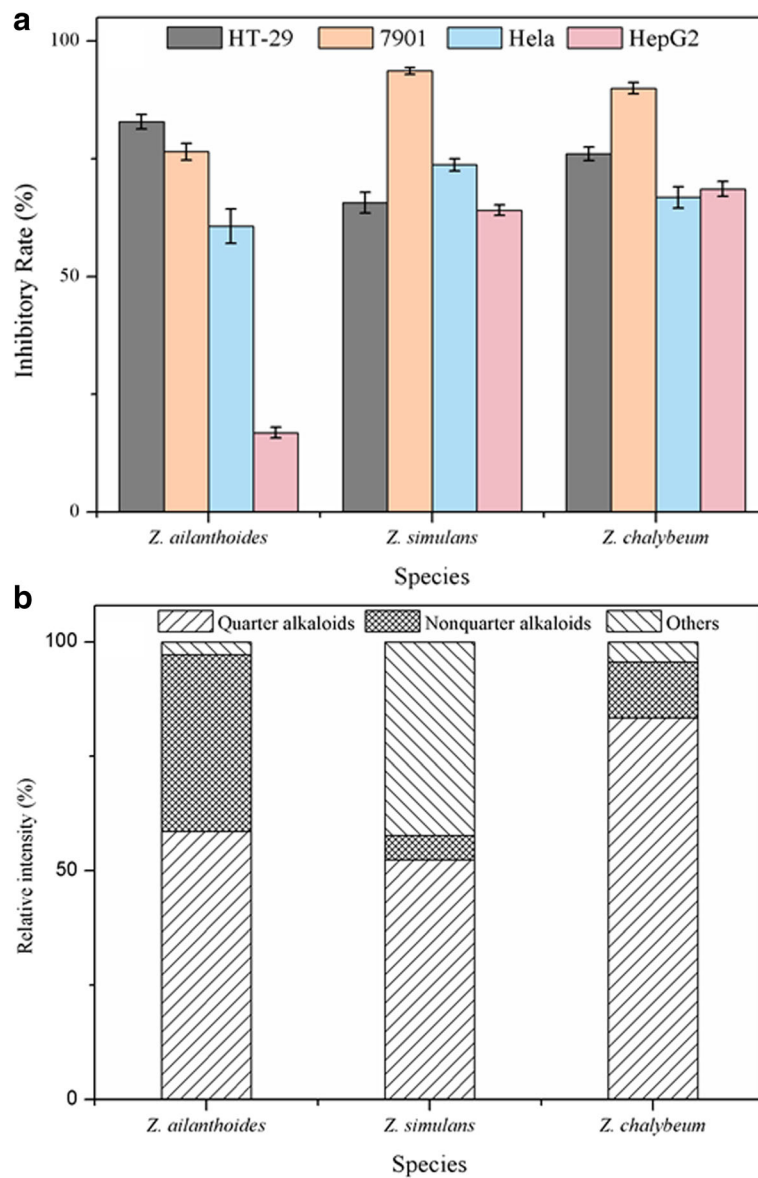 a
HT-29 7901 Hela HepG2
100
50
0
Inhibitory Rate (%)
Z. ailanthoides Z. simulans Z. chalybeum
Species
b
Quarter alkaloids Nonquarter alkaloids Others
100
50
0
Relative intensity (%)
Z. ailanthoides Z. simulans Z. chalybeum
Species